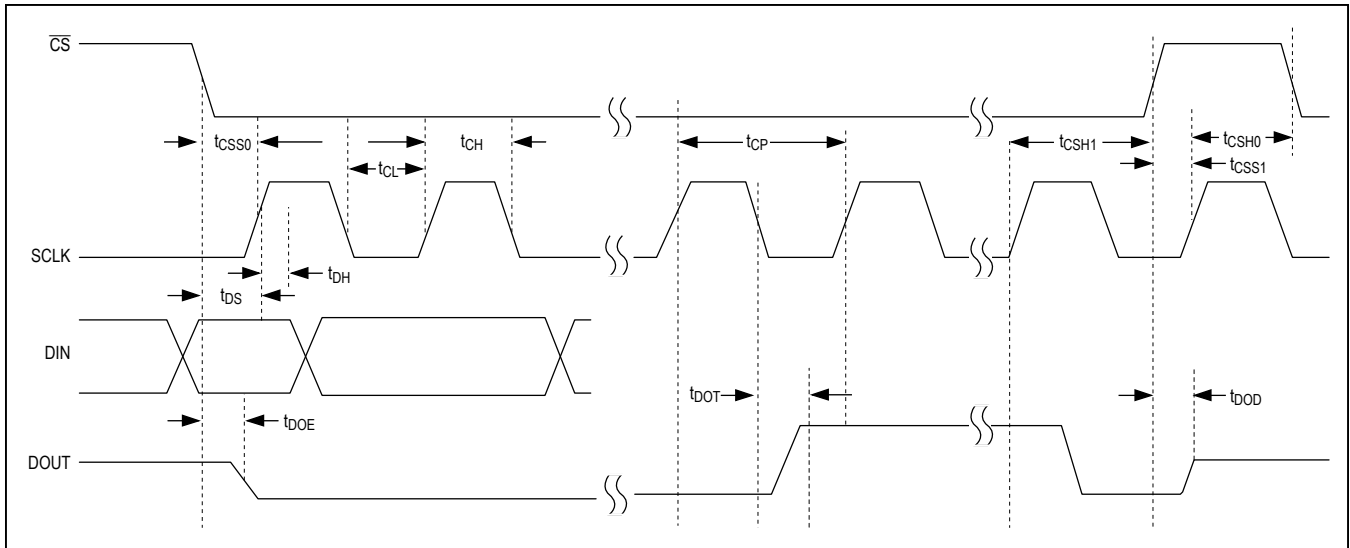 CS
tCSS0
tCL
tCH
tCP
tCSH1
tCSH0
tCSS1
SCLK
tDH
tDS
DIN
tDOE
tDOT
tDOD
DOUT